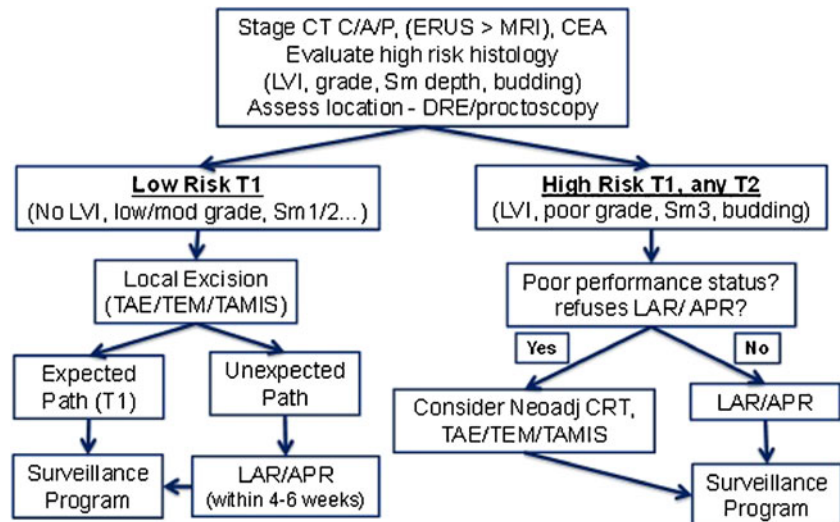 Stage CT C/A/P, (ERUS > MRI), CEA
Evaluate high risk histology
(LVI, grade, Sm depth, budding)
Assess location - DRE/proctoscopy
Low Risk T1
(No LVI, low/mod grade, Sm1/2...)
High Risk T1, any T2
(LVI, poor grade, Sm3, budding)
Local Excision
(TAE/TEM/TAMIS)
Poor performance status?
refuses LAR/ APR?
Yes
No
Expected
Path (T1)
Unexpected
Path
Consider Neoadj CRT,
TAE/TEM/TAMIS
LAR/APR
Surveillance
Program
LAR/APR
(within 4-6 weeks)
Surveillance
Program